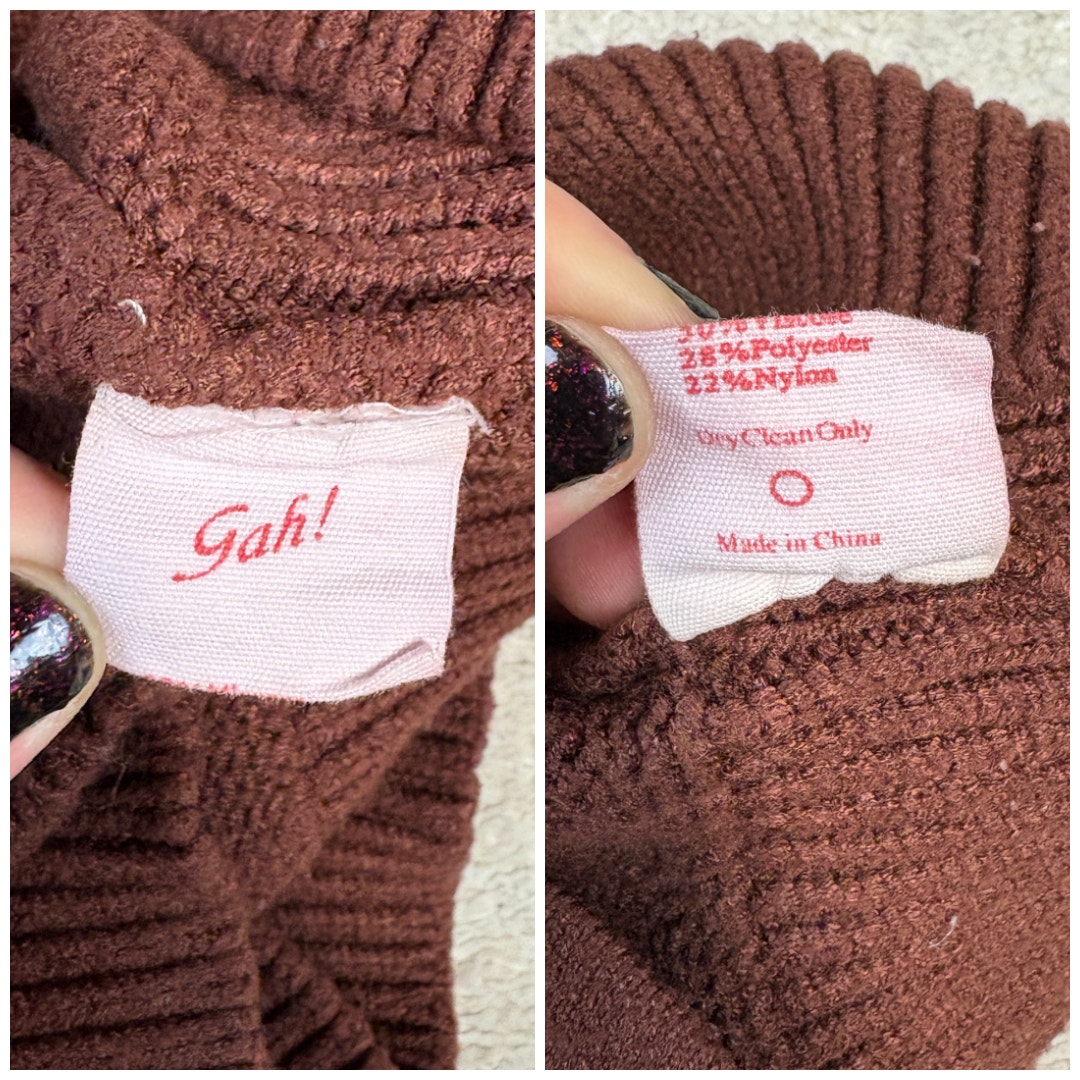 Gah!
28%Polyester
22%Nylon
Dry Clean Only
Made in China